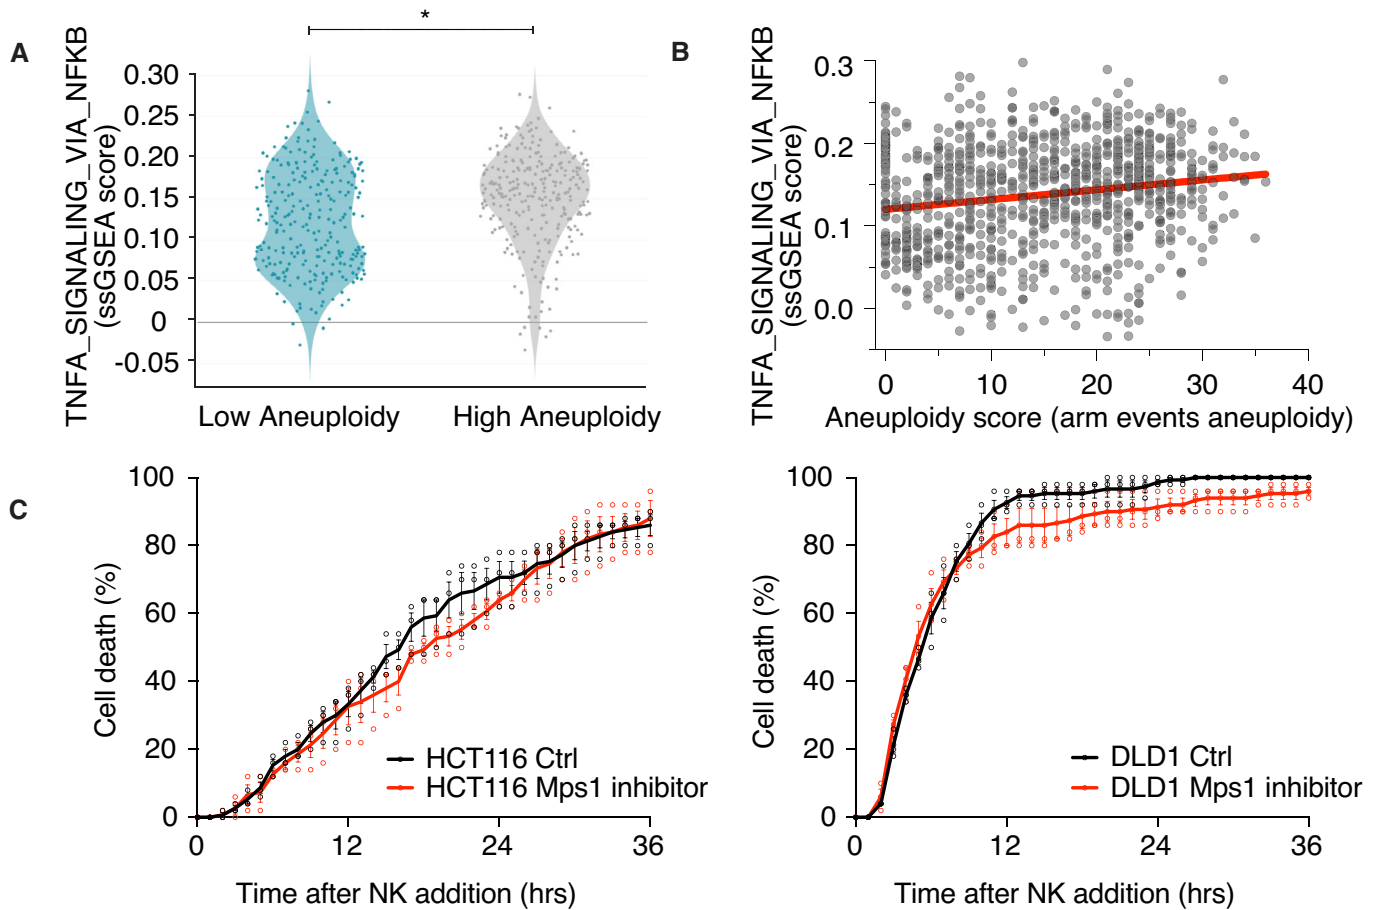 A
TNFA_SIGNALING_VIA_NFKB
(ssGSEA score)
*
0.30
0.25
0.20
0.15
0.10
0.05
0
-0.05
Low Aneuploidy
High Aneuploidy
B
TNFA_SIGNALING_VIA_NFKB
(ssGSEA score)
0.3
0.2
0.1
0.0
0
10
20
30
40
Aneuploidy score (arm events aneuploidy)
C
Cell death (%)
100
80
60
40
20
0
HCT116 Ctrl
HCT116 Mps1 inhibitor
0
12
24
36
Time after NK addition (hrs)
Cell death (%)
100
80
60
40
20
0
DLD1 Ctrl
DLD1 Mps1 inhibitor
0
12
24
36
Time after NK addition (hrs)